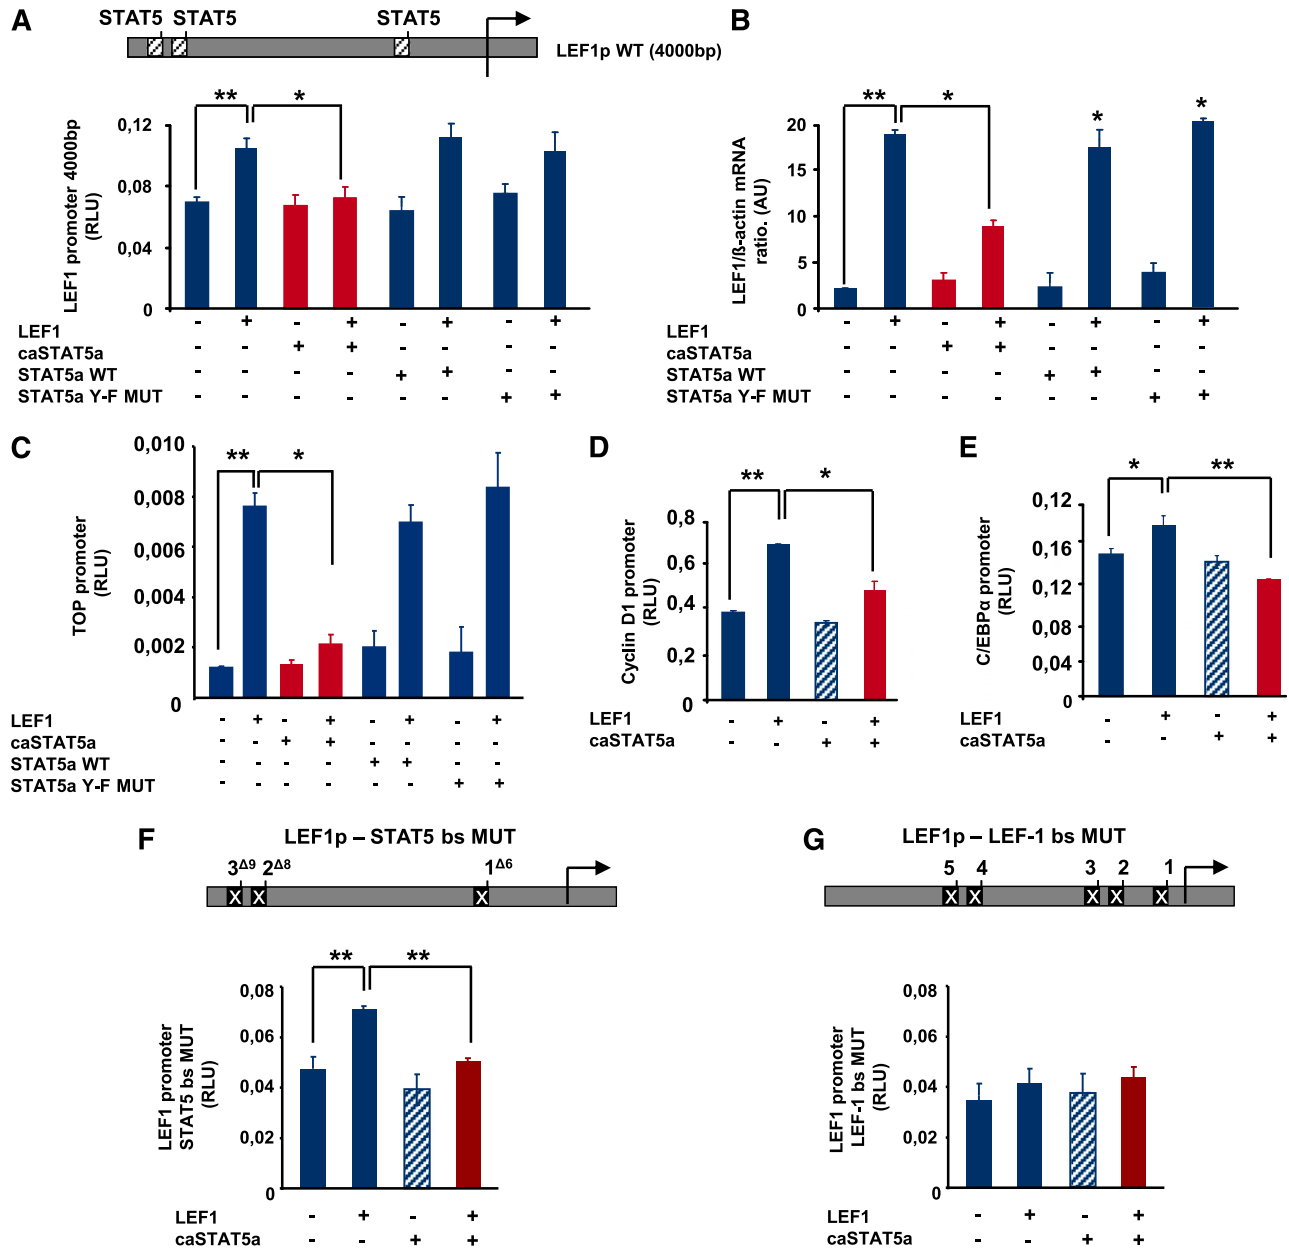 A
STAT5 STAT5 STAT5
LEF1p WT (4000bp)
** *
LEF1 promoter 4000bp
(RLU)
0,12
0,08
0,04
0
LEF1 - + - + - + - +
caSTAT5a - - + + - - - -
STAT5a WT - - - - + + - -
STAT5a Y-F MUT - - - - - - + +
B
** * * *
LEF1/ß-actin mRNA
ratio. (AU)
20
15
10
5
0
LEF1 - + - + - + - +
caSTAT5a - - + + - - - -
STAT5a WT - - - - + + - -
STAT5a Y-F MUT - - - - - - + +
C
** *
TOP promoter
(RLU)
0,010
0,008
0,006
0,004
0,002
0
LEF1 - + - + - + - +
caSTAT5a - - + + - - - -
STAT5a WT - - - - + + - -
STAT5a Y-F MUT - - - - - - + +
D
** *
Cyclin D1 promoter
(RLU)
0,8
0,6
0,4
0,2
0
LEF1 - + - +
caSTAT5a - - + +
E
* **
C/EBPα promoter
(RLU)
0,12
0,16
0,12
0,08
0,04
0
LEF1 - + - +
caSTAT5a - - + +
F
LEF1p – STAT5 bs MUT
3Δ9 2Δ8 1Δ6
X X X
** **
LEF1 promoter
STAT5 bs MUT
(RLU)
0,08
0,06
0,04
0,02
0
LEF1 - + - +
caSTAT5a - - + +
G
LEF1p – LEF-1 bs MUT
5 4 3 2 1
X X X X X
LEF1 promoter
LEF-1 bs MUT
(RLU)
0,08
0,06
0,04
0,02
0
LEF1 - + - +
caSTAT5a - - + +